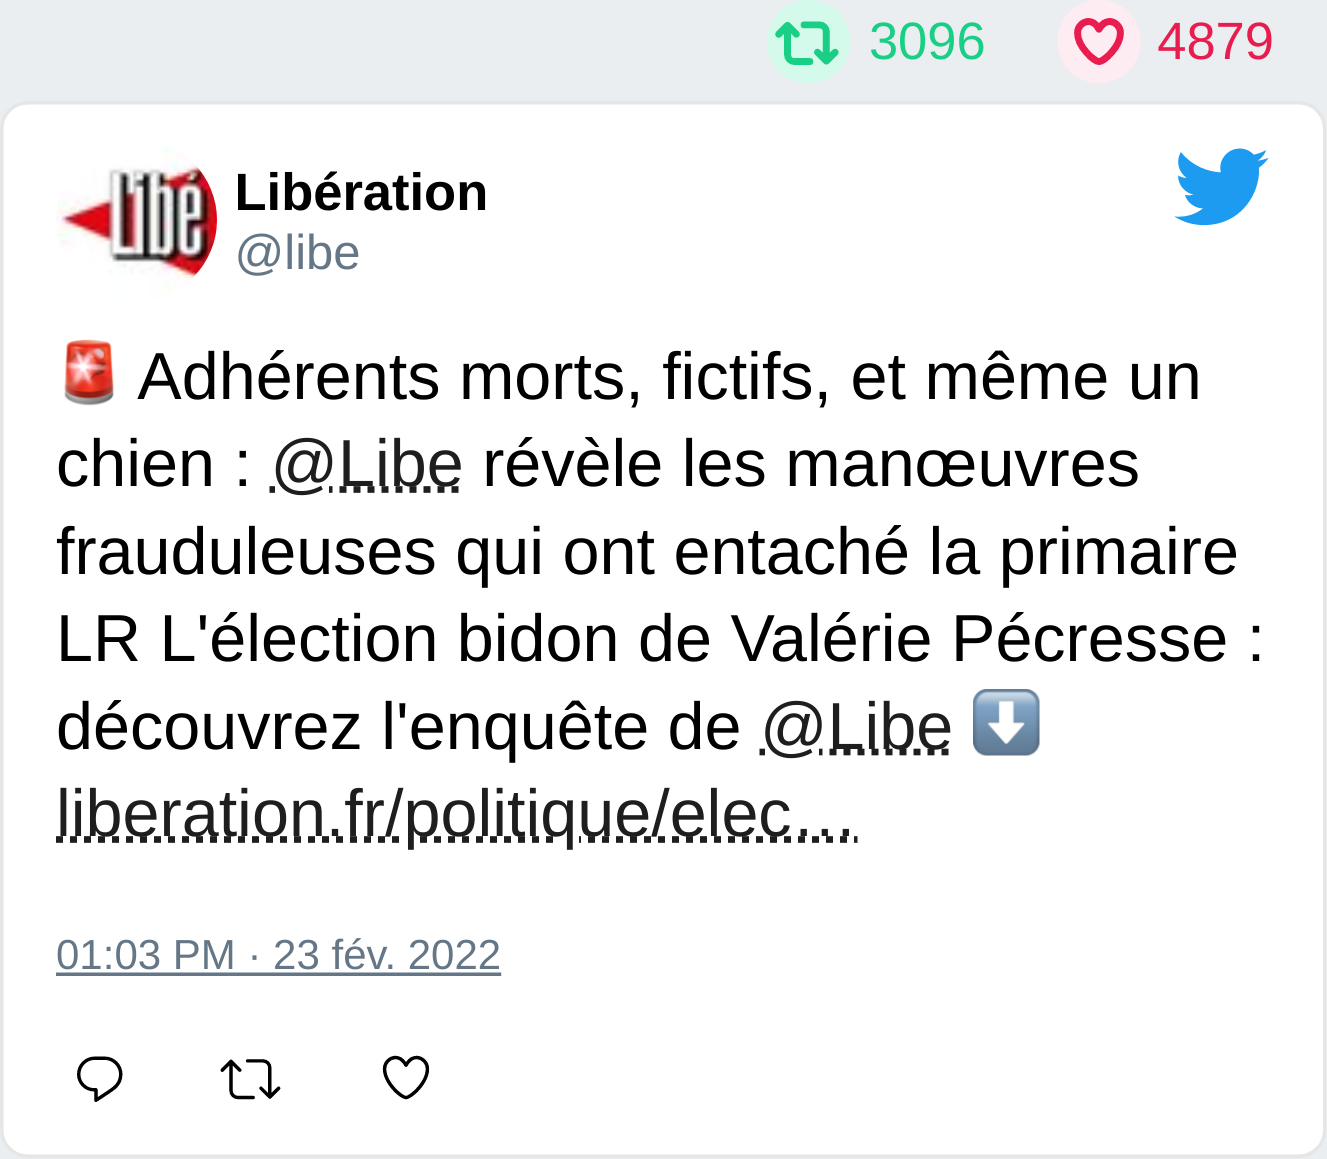 3096 4879
Libé
Libération
@libe
🚨 Adhérents morts, fictifs, et même un
chien : @Libe révèle les manœuvres
frauduleuses qui ont entaché la primaire
LR L'élection bidon de Valérie Pécresse :
découvrez l'enquête de @Libe ⬇️
liberation.fr/politique/elec…
01:03 PM · 23 fév. 2022